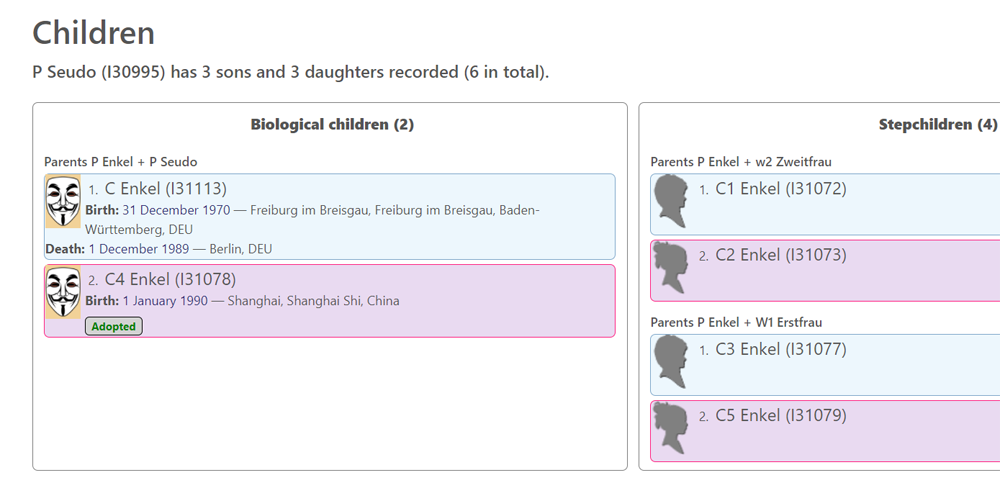 Children
P Seudo (I30995) has 3 sons and 3 daughters recorded (6 in total).
Biological children (2)
Parents P Enkel + P Seudo
1. C Enkel (I31113)
Birth: 31 December 1970 — Freiburg im Breisgau, Freiburg im Breisgau, Baden-
Württemberg, DEU
Death: 1 December 1989 — Berlin, DEU
2. C4 Enkel (I31078)
Birth: 1 January 1990 — Shanghai, Shanghai Shi, China
Adopted
Stepchildren (4)
Parents P Enkel + w2 Zweitfrau
1. C1 Enkel (I31072)
2. C2 Enkel (I31073)
Parents P Enkel + W1 Erstfrau
1. C3 Enkel (I31077)
2. C5 Enkel (I31079)